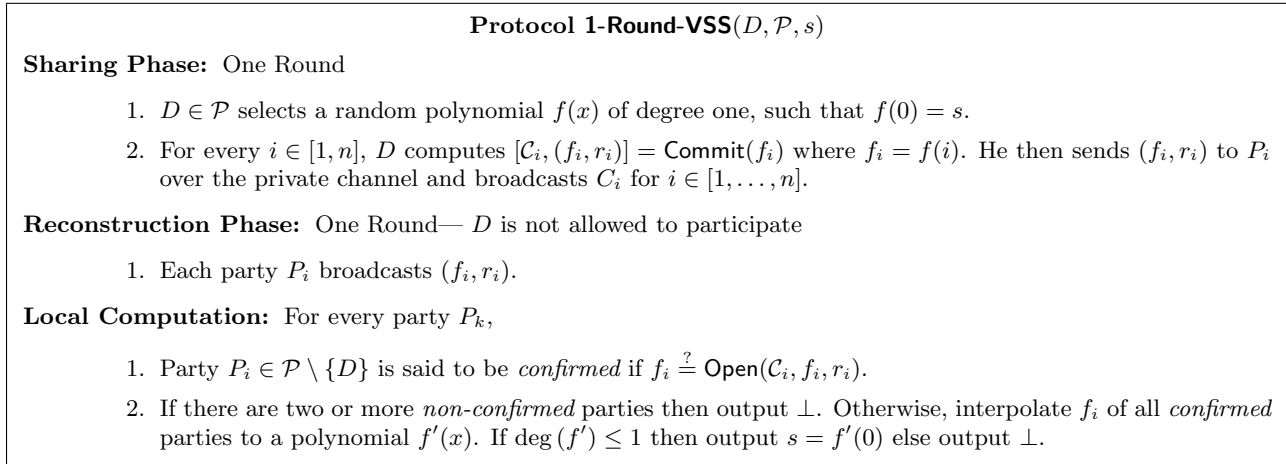 Protocol 1-Round-VSS(D, 𝒫, s)
Sharing Phase: One Round
1. D ∈ 𝒫 selects a random polynomial f(x) of degree one, such that f(0) = s.
2. For every i ∈ [1, n], D computes [𝒞ᵢ, (fᵢ, rᵢ)] = Commit(fᵢ) where fᵢ = f(i). He then sends (fᵢ, rᵢ) to Pᵢ
over the private channel and broadcasts Cᵢ for i ∈ [1, . . . , n].
Reconstruction Phase: One Round— D is not allowed to participate
1. Each party Pᵢ broadcasts (fᵢ, rᵢ).
Local Computation: For every party Pₖ,
1. Party Pᵢ ∈ 𝒫 \ {D} is said to be confirmed if fᵢ ≟ Open(𝒞ᵢ, fᵢ, rᵢ).
2. If there are two or more non-confirmed parties then output ⊥. Otherwise, interpolate fᵢ of all confirmed
parties to a polynomial f′(x). If deg (f′) ≤ 1 then output s = f′(0) else output ⊥.